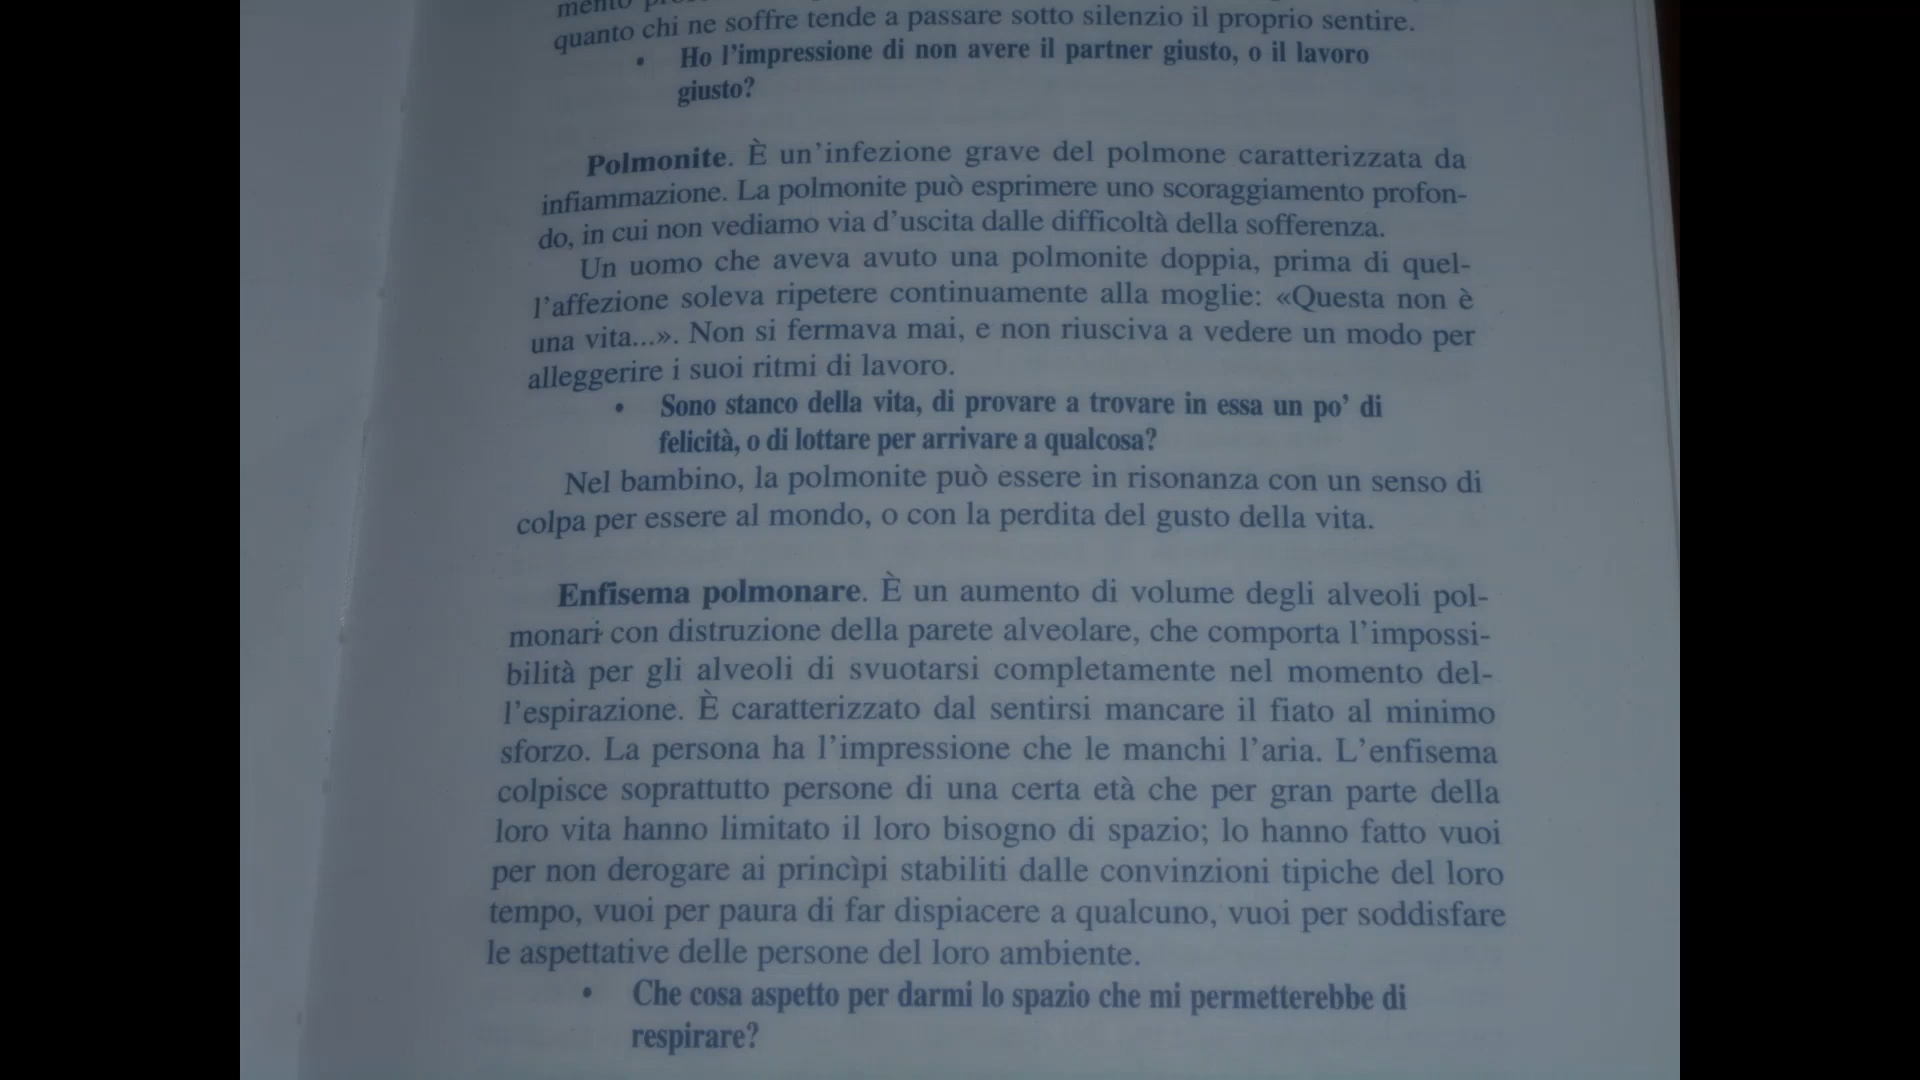 quanto chi ne soffre tende a passare sotto silenzio il proprio sentire.
• Ho l'impressione di non avere il partner giusto, o il lavoro
giusto?
Polmonite. È un'infezione grave del polmone caratterizzata da
infiammazione. La polmonite può esprimere uno scoraggiamento profon-
do, in cui non vediamo via d'uscita dalle difficoltà della sofferenza.
Un uomo che aveva avuto una polmonite doppia, prima di quel-
l'affezione soleva ripetere continuamente alla moglie: «Questa non è
una vita...». Non si fermava mai, e non riusciva a vedere un modo per
alleggerire i suoi ritmi di lavoro.
• Sono stanco della vita, di provare a trovare in essa un po' di
felicità, o di lottare per arrivare a qualcosa?
Nel bambino, la polmonite può essere in risonanza con un senso di
colpa per essere al mondo, o con la perdita del gusto della vita.
Enfisema polmonare. È un aumento di volume degli alveoli pol-
monari con distruzione della parete alveolare, che comporta l'impossi-
bilità per gli alveoli di svuotarsi completamente nel momento del-
l'espirazione. È caratterizzato dal sentirsi mancare il fiato al minimo
sforzo. La persona ha l'impressione che le manchi l'aria. L'enfisema
colpisce soprattutto persone di una certa età che per gran parte della
loro vita hanno limitato il loro bisogno di spazio; lo hanno fatto vuoi
per non derogare ai princìpi stabiliti dalle convinzioni tipiche del loro
tempo, vuoi per paura di far dispiacere a qualcuno, vuoi per soddisfare
le aspettative delle persone del loro ambiente.
• Che cosa aspetto per darmi lo spazio che mi permetterebbe di
respirare?